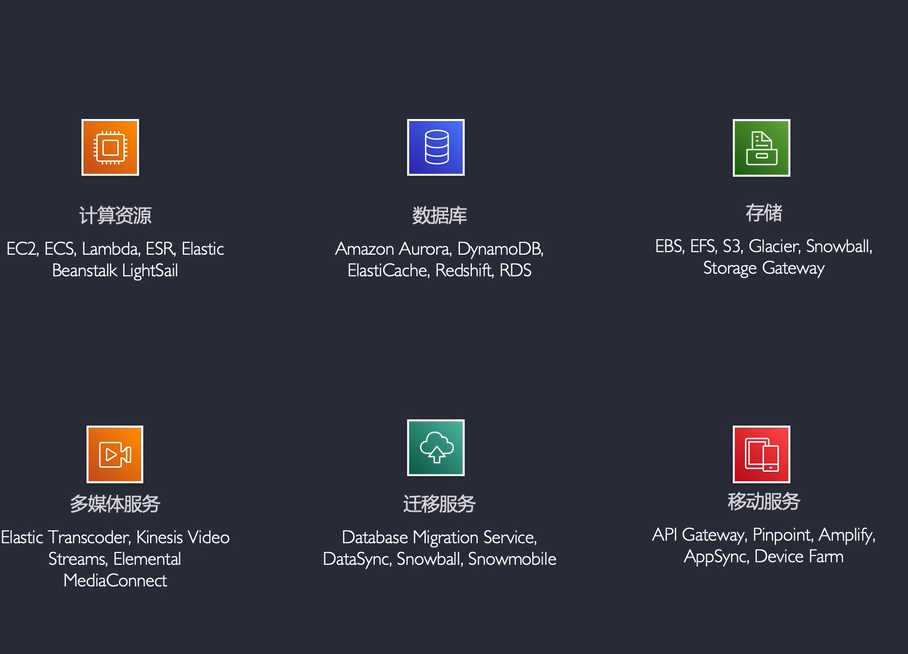 计算资源
EC2, ECS, Lambda, ESR, Elastic
Beanstalk LightSail
数据库
Amazon Aurora, DynamoDB,
ElastiCache, Redshift, RDS
存储
EBS, EFS, S3, Glacier, Snowball,
Storage Gateway
多媒体服务
Elastic Transcoder, Kinesis Video
Streams, Elemental
MediaConnect
迁移服务
Database Migration Service,
DataSync, Snowball, Snowmobile
移动服务
API Gateway, Pinpoint, Amplify,
AppSync, Device Farm